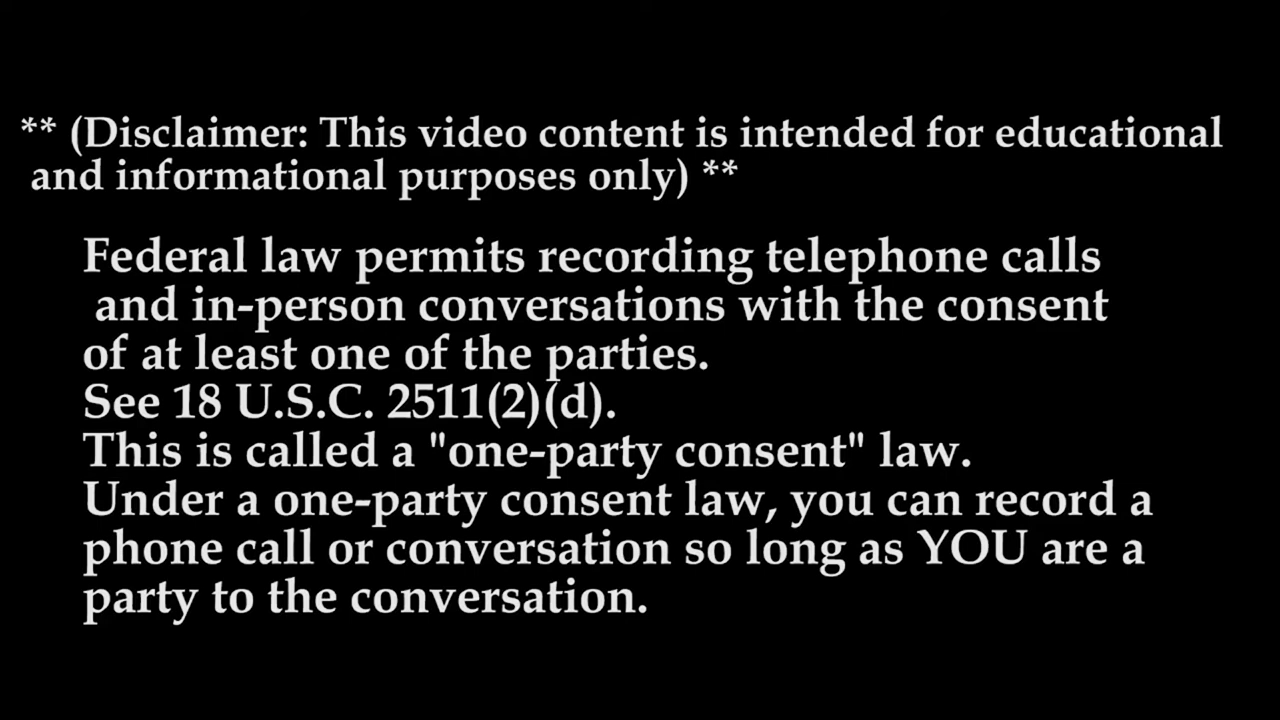 ** (Disclaimer: This video content is intended for educational
and informational purposes only) **
Federal law permits recording telephone calls
and in-person conversations with the consent
of at least one of the parties.
See 18 U.S.C. 2511(2)(d).
This is called a "one-party consent" law.
Under a one-party consent law, you can record a
phone call or conversation so long as YOU are a
party to the conversation.